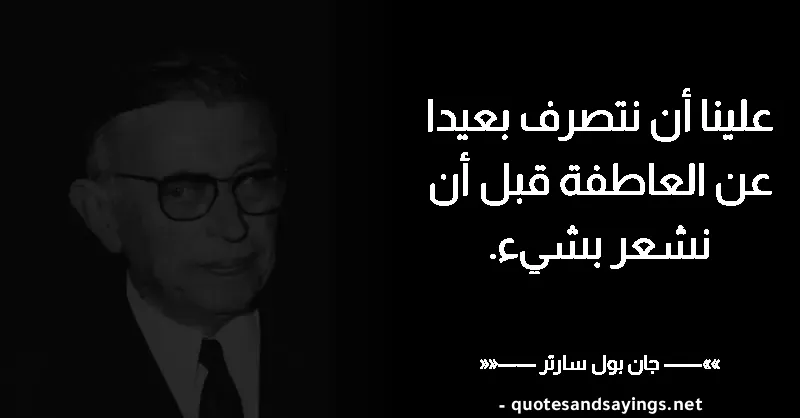 علينا أن نتصرف بعيدا
عن العاطفة قبل أن
نشعر بشيء.
»»—— جان بول سارتر ——««
- quotesandsayings.net